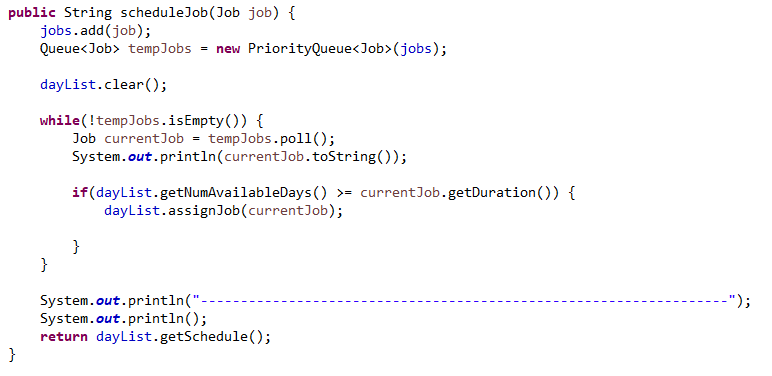 public String scheduleJob(Job job) {
    jobs.add(job);
    Queue<Job> tempJobs = new PriorityQueue<Job>(jobs);

    dayList.clear();

    while(!tempJobs.isEmpty()) {
        Job currentJob = tempJobs.poll();
        System.out.println(currentJob.toString());

        if(dayList.getNumAvailableDays() >= currentJob.getDuration()) {
            dayList.assignJob(currentJob);

        }
    }

    System.out.println("------------------------------------------------------------------");
    System.out.println();
    return dayList.getSchedule();
}